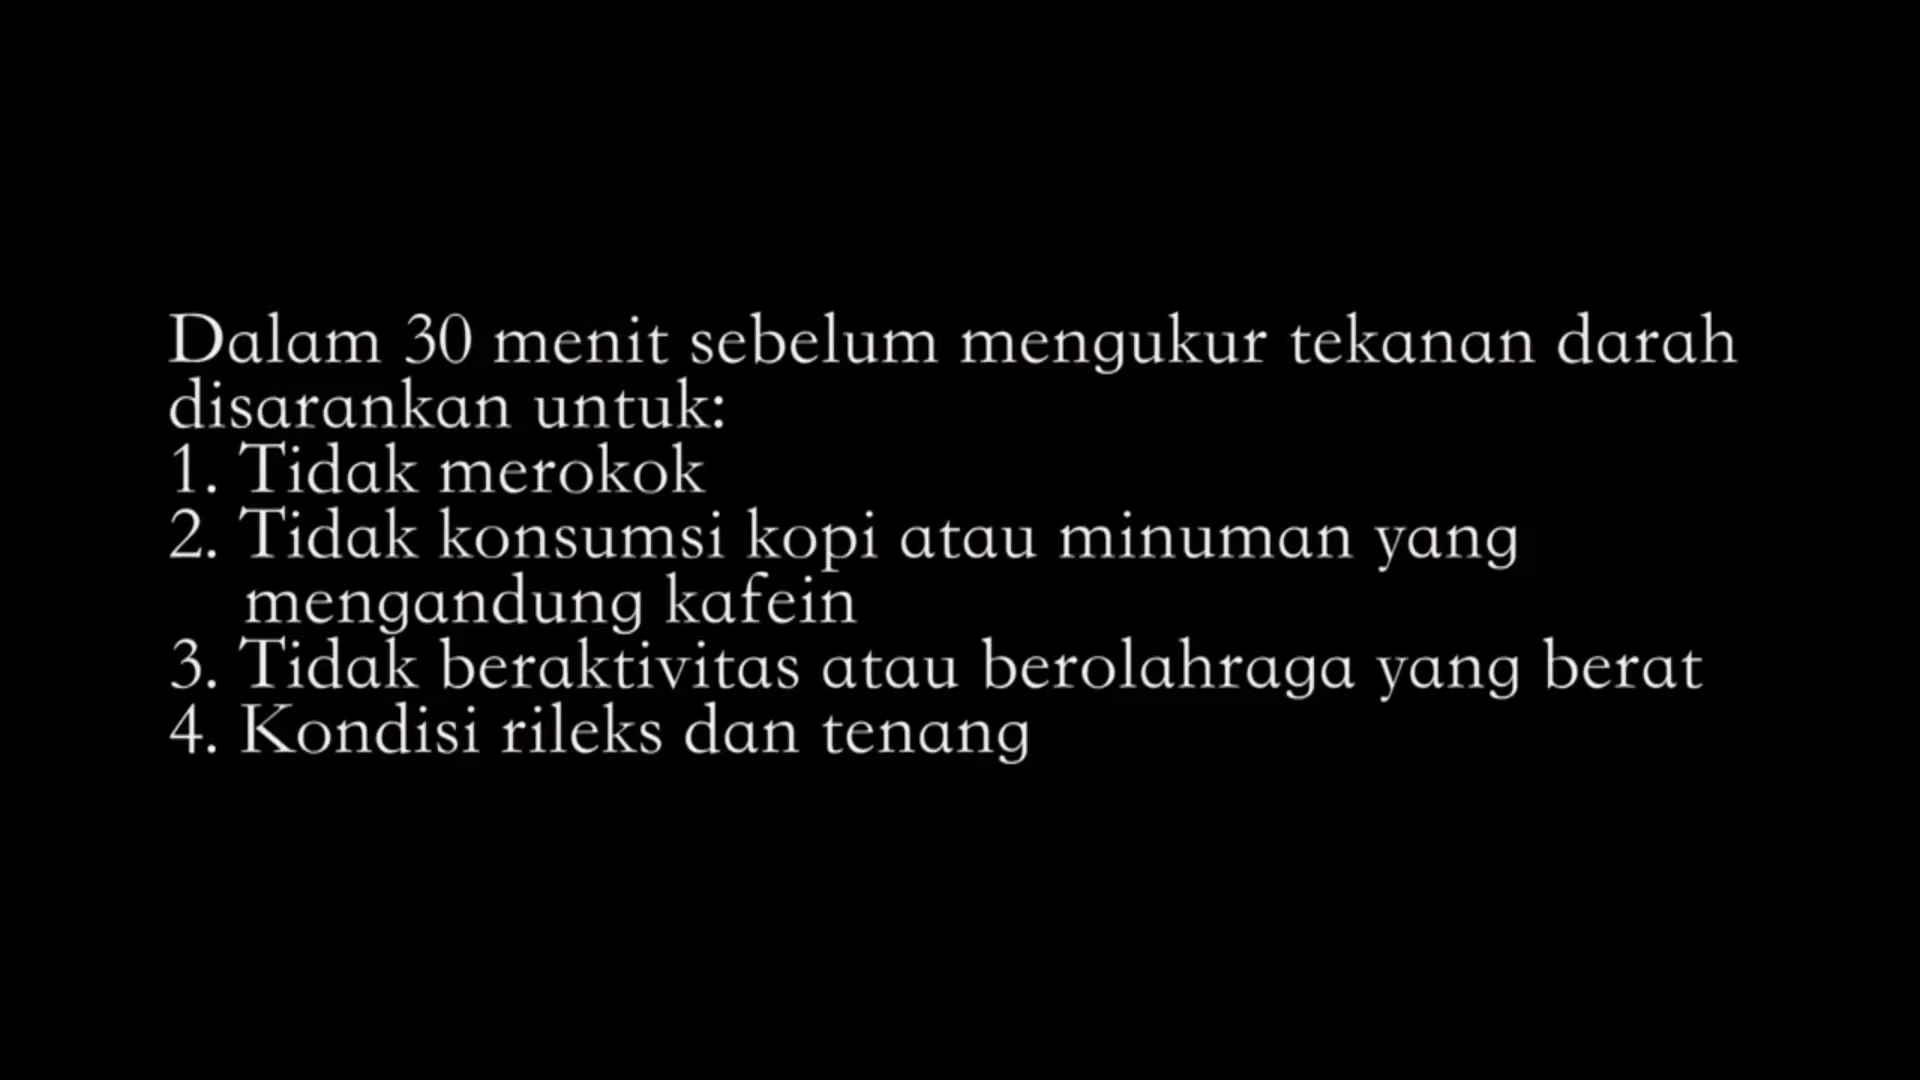 Dalam 30 menit sebelum mengukur tekanan darah
disarankan untuk:
1. Tidak merokok
2. Tidak konsumsi kopi atau minuman yang
mengandung kafein
3. Tidak beraktivitas atau berolahraga yang berat
4. Kondisi rileks dan tenang